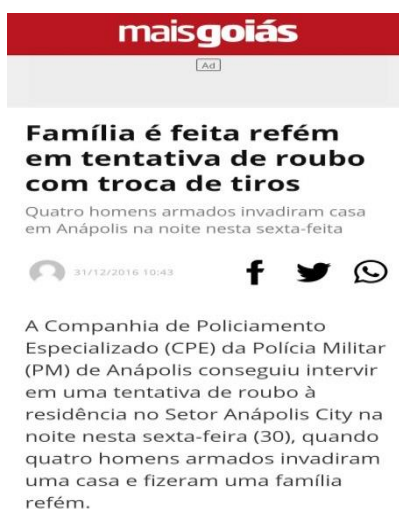 maisgoiás
Ad
Família é feita refém
em tentativa de roubo
com troca de tiros
Quatro homens armados invadiram casa
em Anápolis na noite nesta sexta-feita
31/12/2016 10:43
A Companhia de Policiamento
Especializado (CPE) da Polícia Militar
(PM) de Anápolis conseguiu intervir
em uma tentativa de roubo à
residência no Setor Anápolis City na
noite nesta sexta-feira (30), quando
quatro homens armados invadiram
uma casa e fizeram uma família
refém.